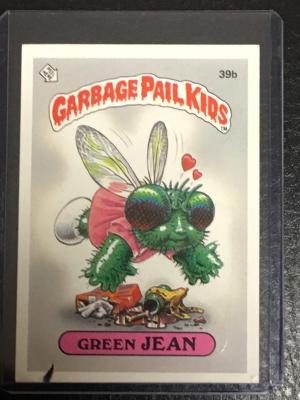 39b
GARBAGE PAIL KIDS
TM
GREEN JEAN